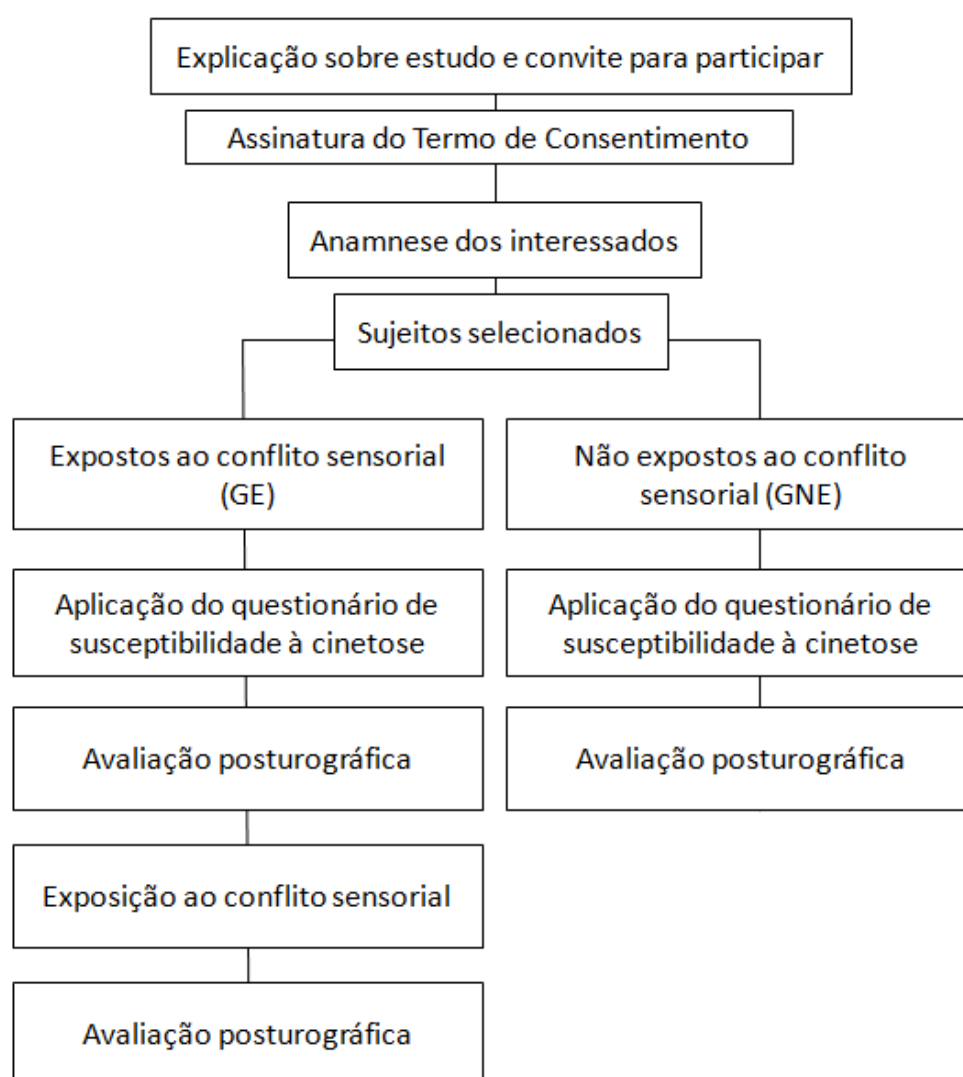 Explicação sobre estudo e convite para participar
Assinatura do Termo de Consentimento
Anamnese dos interessados
Sujeitos selecionados
Expostos ao conflito sensorial
(GE)
Não expostos ao conflito
sensorial (GNE)
Aplicação do questionário de
susceptibilidade à cinetose
Aplicação do questionário de
susceptibilidade à cinetose
Avaliação posturográfica
Avaliação posturográfica
Exposição ao conflito sensorial
Avaliação posturográfica